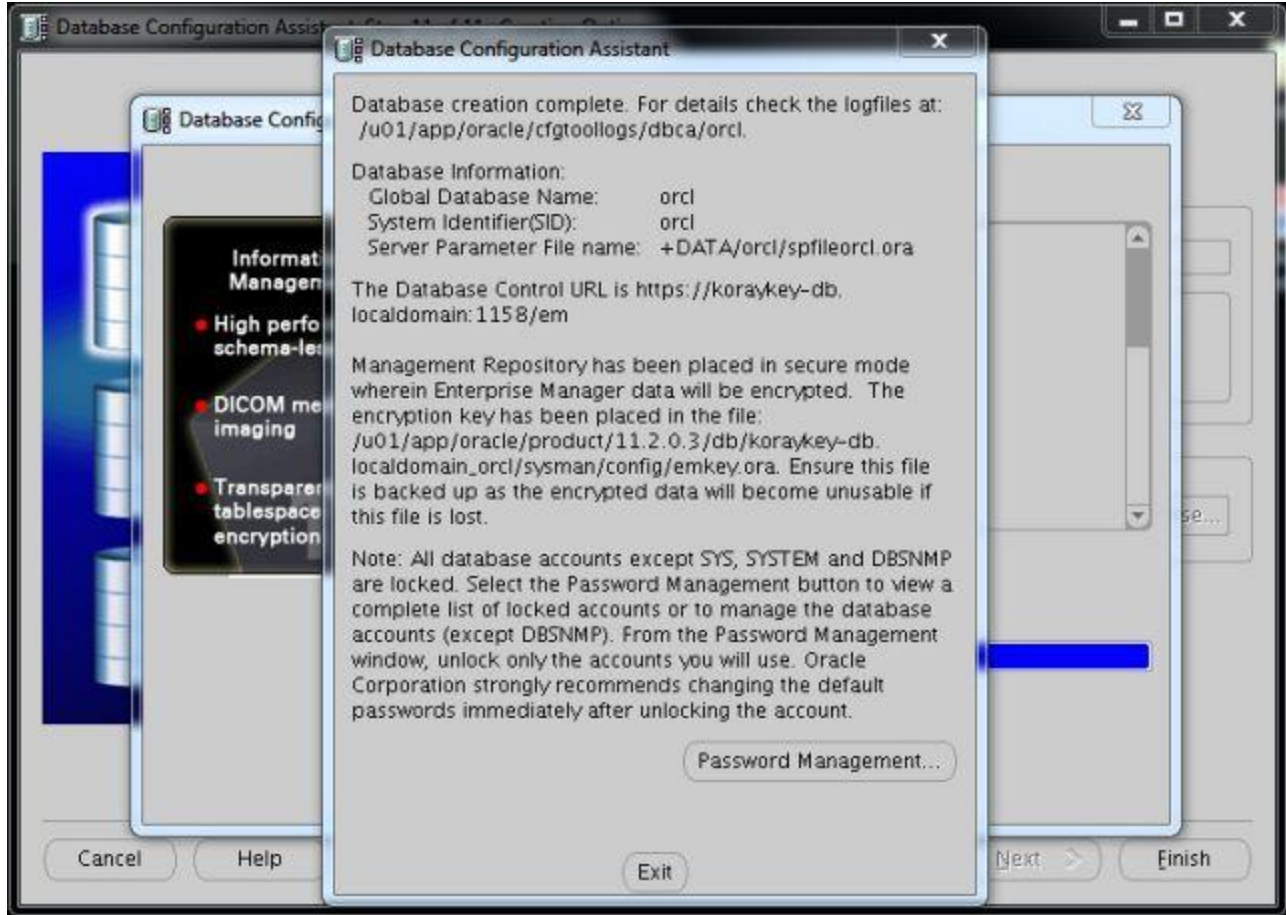 Database Configuration Assistant
Database Configuration Assistant
Database creation complete. For details check the logfiles at:
/u01/app/oracle/cfgtoollogs/dbca/orcl.
Database Information:
Global Database Name: orcl
System Identifier(SID): orcl
Server Parameter File name: +DATA/orcl/spfileorcl.ora
The Database Control URL is https://koraykey-db.
localdomain:1158/em
Management Repository has been placed in secure mode
wherein Enterprise Manager data will be encrypted. The
encryption key has been placed in the file:
/u01/app/oracle/product/11.2.0.3/db/koraykey-db.
localdomain_orcl/sysman/config/emkey.ora. Ensure this file
is backed up as the encrypted data will become unusable if
this file is lost.
Note: All database accounts except SYS, SYSTEM and DBSNMP
are locked. Select the Password Management button to view a
complete list of locked accounts or to manage the database
accounts (except DBSNMP). From the Password Management
window, unlock only the accounts you will use. Oracle
Corporation strongly recommends changing the default
passwords immediately after unlocking the account.
Password Management...
Exit
Database Config
Informati
Managem
High perfo
schema-les
DICOM me
imaging
Transparen
tablespace
encryption
se...
Cancel
Help
Next
Finish